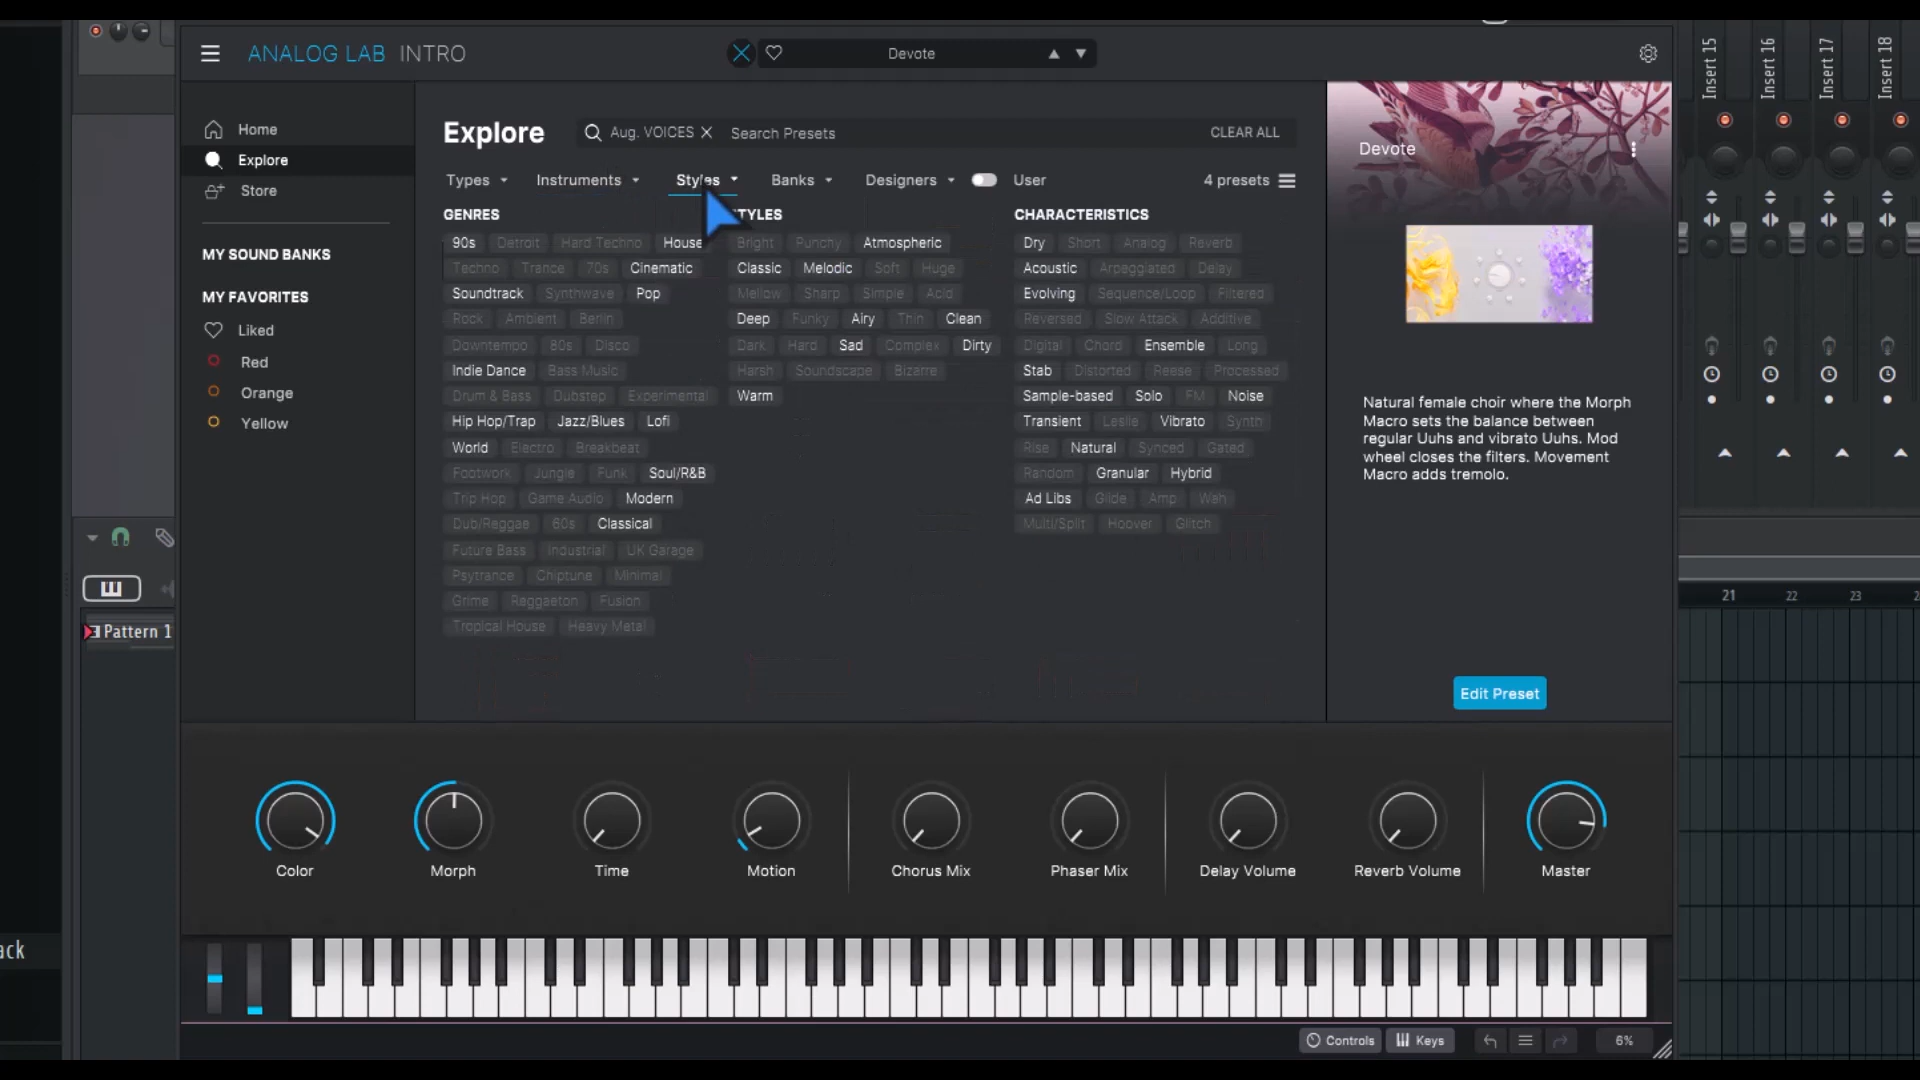 ANALOG LAB INTRO
Devote
Insert 15
Insert 16
Insert 17
Insert 18
Home
Explore
Store
MY SOUND BANKS
MY FAVORITES
Liked
Red
Orange
Yellow
Explore
Aug. VOICES
Search Presets
CLEAR ALL
Types
Instruments
Styles
Banks
Designers
User
4 presets
GENRES
90s Detroit Hard Techno House
Techno Trance 70s Cinematic
Soundtrack Synthwave Pop
Rock Ambient Berlin
Downtempo 80s Disco
Indie Dance Bass Music
Drum & Bass Dubstep Experimental
Hip Hop/Trap Jazz/Blues Lofi
World Electro Breakbeat
Footwork Jungle Funk Soul/R&B
Trip Hop Game Audio Modern
Dub/Reggae 60s Classical
Future Bass Industrial UK Garage
Psytrance Chiptune Minimal
Grime Reggaeton Fusion
Tropical House Heavy Metal
TYLES
Bright Punchy Atmospheric
Classic Melodic Soft Huge
Mellow Sharp Simple Acid
Deep Funky Airy Thin Clean
Dark Hard Sad Complex Dirty
Harsh Soundscape Bizarre
Warm
CHARACTERISTICS
Dry Short Analog Reverb
Acoustic Arpeggiated Delay
Evolving Sequence/Loop Filtered
Reversed Slow Attack Additive
Digital Chord Ensemble Long
Stab Distorted Reese Processed
Sample-based Solo FM Noise
Transient Leslie Vibrato Synth
Rise Natural Synced Gated
Random Granular Hybrid
Ad Libs Glide Amp Wah
Multi/Split Hoover Glitch
Devote
Natural female choir where the Morph
Macro sets the balance between
regular Uuhs and vibrato Uuhs. Mod
wheel closes the filters. Movement
Macro adds tremolo.
Edit Preset
Pattern 1
21 22 23
Color
Morph
Time
Motion
Chorus Mix
Phaser Mix
Delay Volume
Reverb Volume
Master
ack
Controls
Keys
6%